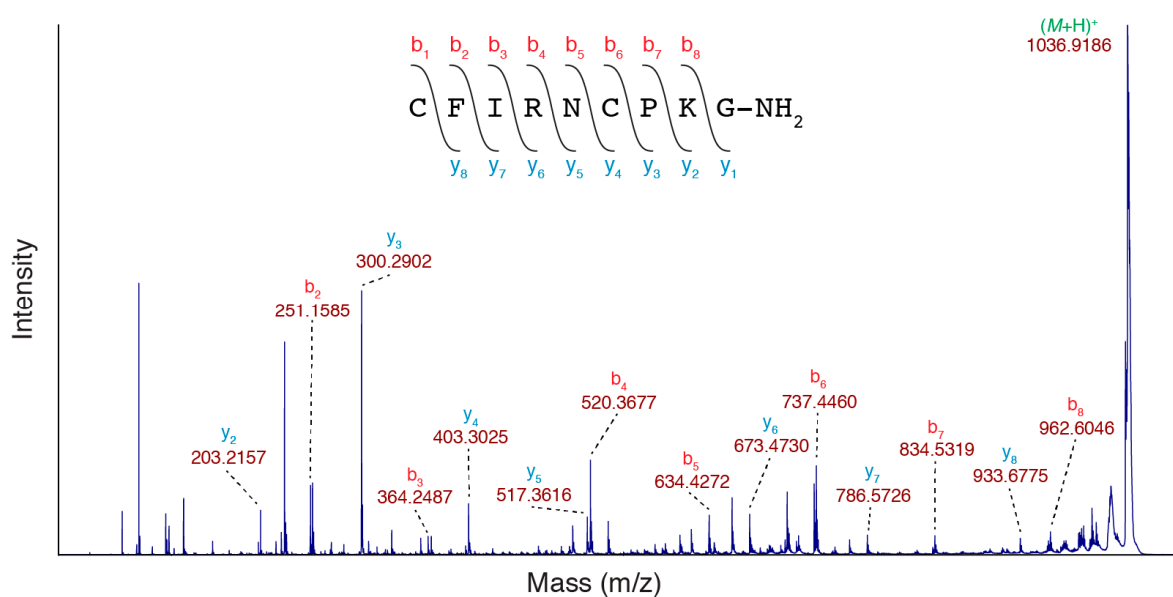 (M+H)⁺
1036.9186
b₁ b₂ b₃ b₄ b₅ b₆ b₇ b₈
C F I R N C P K G–NH₂
y₈ y₇ y₆ y₅ y₄ y₃ y₂ y₁
Intensity
y₃
300.2902
b₂
251.1585
b₄
520.3677
b₆
737.4460
y₄
403.3025
y₆
673.4730
b₈
962.6046
y₂
203.2157
b₇
834.5319
y₈
933.6775
b₅
634.4272
y₇
786.5726
b₃
364.2487
y₅
517.3616
Mass (m/z)